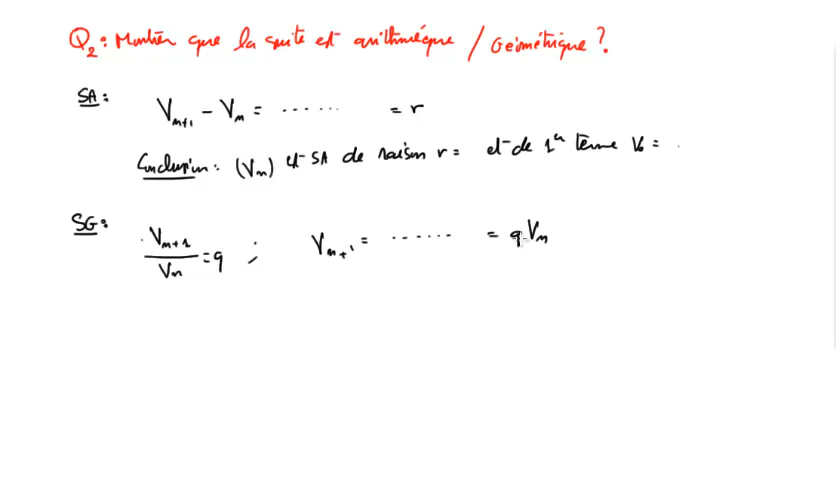 Q₂ : Montrer que la suite est arithméque / Géométrique ?
SA : Vₙ₊₁ - Vₙ = ....... = r
Conclusion : (Vₙ) est SA de raison r = et de 1er terme V₀ = .
SG : Vₙ₊₁ / Vₙ = q ; Vₙ₊₁ = ....... = q.Vₙ